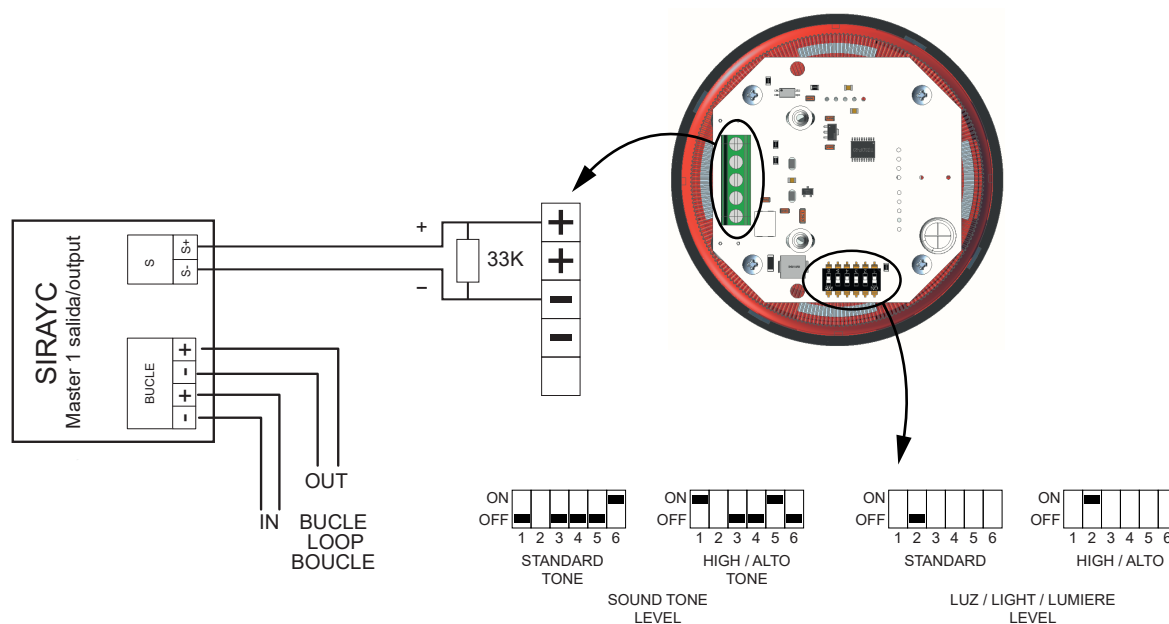 SIRAYC
Master 1 salida/output
S
S+
S-
BUCLE
+
-
+
-
+
−
33K
+
+
−
−
OUT
IN
BUCLE
LOOP
BOUCLE
ON
OFF
1 2 3 4 5 6
STANDARD
TONE
ON
OFF
1 2 3 4 5 6
HIGH / ALTO
TONE
SOUND TONE
LEVEL
ON
OFF
1 2 3 4 5 6
STANDARD
ON
OFF
1 2 3 4 5 6
HIGH / ALTO
LUZ / LIGHT / LUMIERE
LEVEL